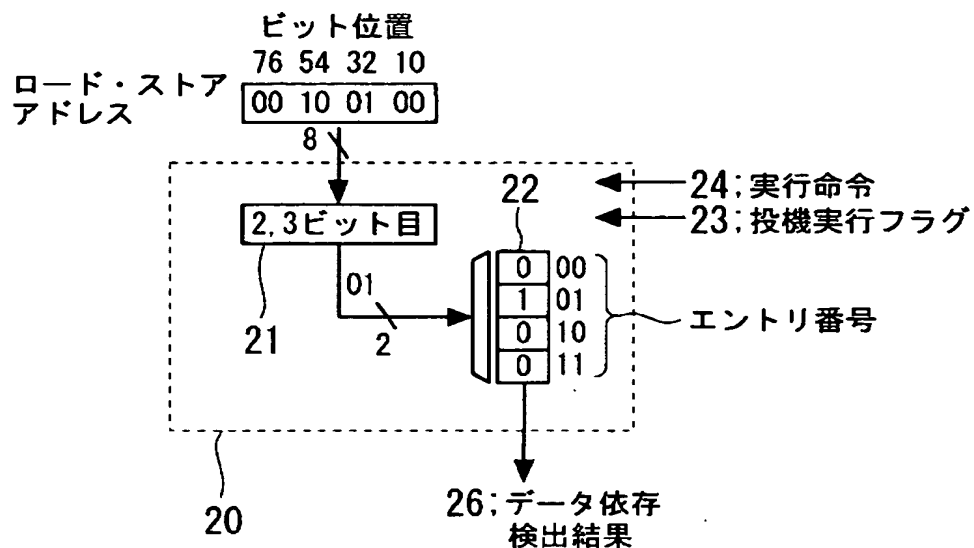 ビット位置
76 54 32 10
ロード・ストア
アドレス
00 10 01 00
8
24;実行命令
23;投機実行フラグ
22
2,3ビット目
21
01
2
0 00
1 01
0 10
0 11
エントリ番号
20
26;データ依存
検出結果